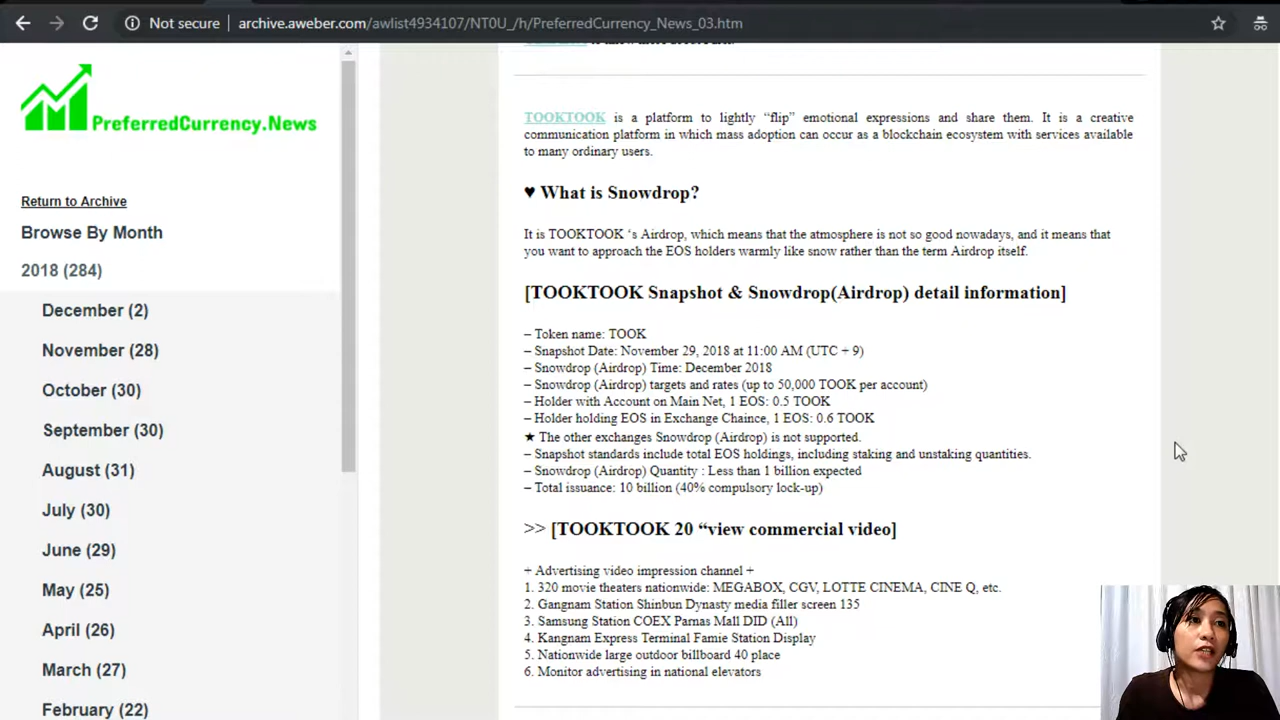 Not secure
archive.aweber.com/awlist4934107/NT0U_/h/PreferredCurrency_News_03.htm
PreferredCurrency.News
Return to Archive
Browse By Month
2018 (284)
December (2)
November (28)
October (30)
September (30)
August (31)
July (30)
June (29)
May (25)
April (26)
March (27)
February (22)
TOOKTOOK is a platform to lightly “flip” emotional expressions and share them. It is a creative
communication platform in which mass adoption can occur as a blockchain ecosystem with services available
to many ordinary users.
♥ What is Snowdrop?
It is TOOKTOOK ‘s Airdrop, which means that the atmosphere is not so good nowadays, and it means that
you want to approach the EOS holders warmly like snow rather than the term Airdrop itself.
[TOOKTOOK Snapshot & Snowdrop(Airdrop) detail information]
– Token name: TOOK
– Snapshot Date: November 29, 2018 at 11:00 AM (UTC + 9)
– Snowdrop (Airdrop) Time: December 2018
– Snowdrop (Airdrop) targets and rates (up to 50,000 TOOK per account)
– Holder with Account on Main Net, 1 EOS: 0.5 TOOK
– Holder holding EOS in Exchange Chaince, 1 EOS: 0.6 TOOK
★ The other exchanges Snowdrop (Airdrop) is not supported.
– Snapshot standards include total EOS holdings, including staking and unstaking quantities.
– Snowdrop (Airdrop) Quantity : Less than 1 billion expected
– Total issuance: 10 billion (40% compulsory lock-up)
>> [TOOKTOOK 20 “view commercial video]
+ Advertising video impression channel +
1. 320 movie theaters nationwide: MEGABOX, CGV, LOTTE CINEMA, CINE Q, etc.
2. Gangnam Station Shinbun Dynasty media filler screen 135
3. Samsung Station COEX Parnas Mall DID (All)
4. Kangnam Express Terminal Famie Station Display
5. Nationwide large outdoor billboard 40 place
6. Monitor advertising in national elevators